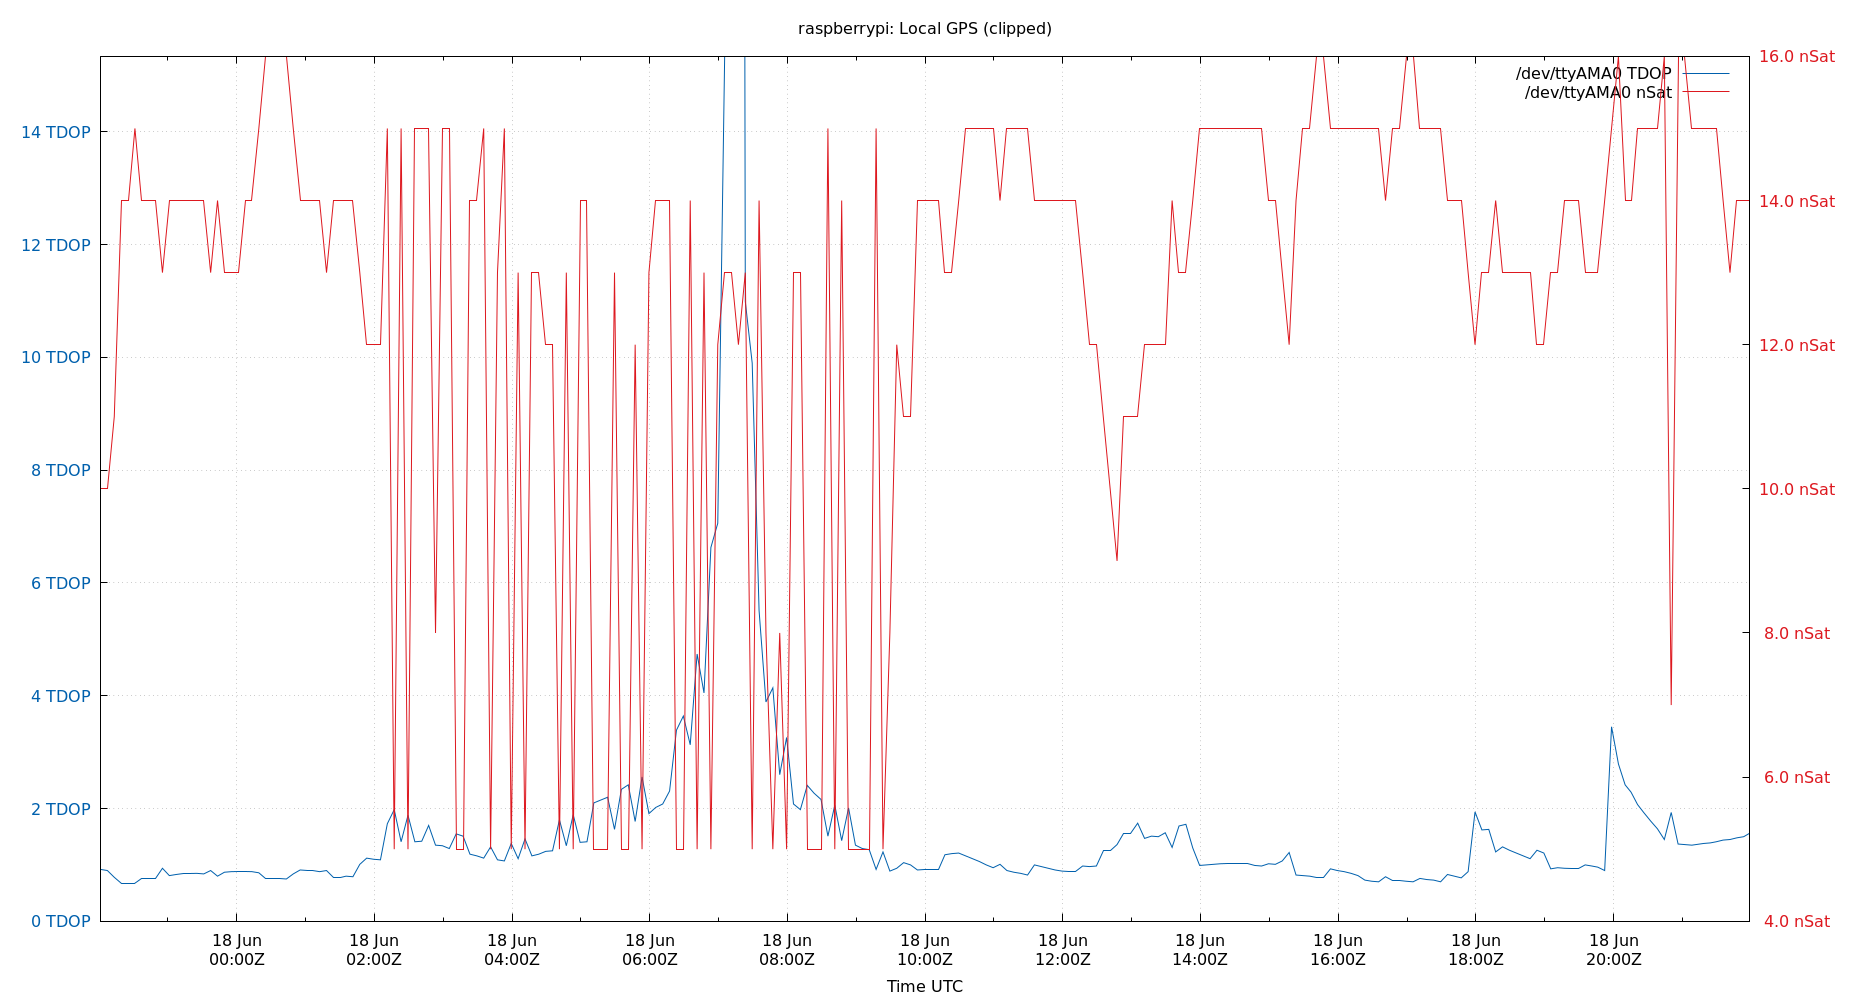 raspberrypi: Local GPS (clipped)
/dev/ttyAMA0 TDOP
/dev/ttyAMA0 nSat
14 TDOP
12 TDOP
10 TDOP
8 TDOP
6 TDOP
4 TDOP
2 TDOP
0 TDOP
16.0 nSat
14.0 nSat
12.0 nSat
10.0 nSat
8.0 nSat
6.0 nSat
4.0 nSat
18 Jun
00:00Z
18 Jun
02:00Z
18 Jun
04:00Z
18 Jun
06:00Z
18 Jun
08:00Z
18 Jun
10:00Z
18 Jun
12:00Z
18 Jun
14:00Z
18 Jun
16:00Z
18 Jun
18:00Z
18 Jun
20:00Z
Time UTC